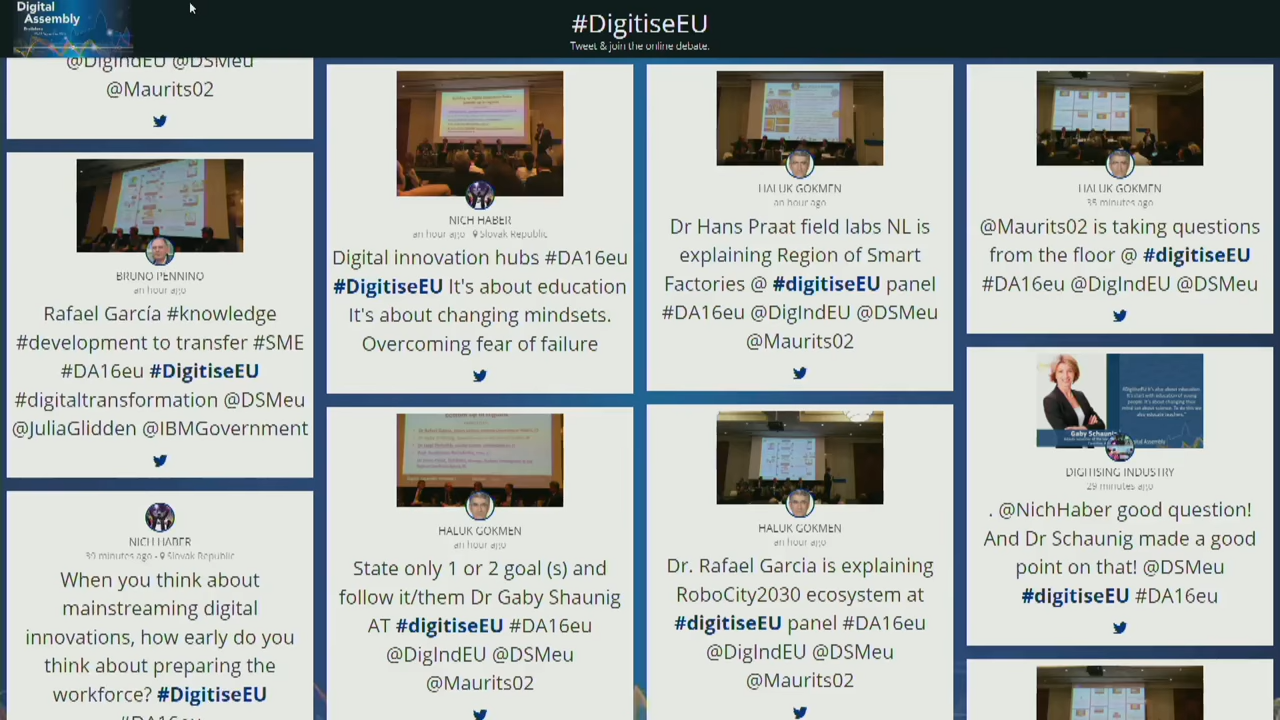 Digital
Assembly
#DigitiseEU
Tweet & join the online debate.
@DigIndEU @DSMeu
@Maurits02
BRUNO PENNINO
an hour ago
Rafael García #knowledge
#development to transfer #SME
#DA16eu #DigitiseEU
#digitaltransformation @DSMeu
@JuliaGlidden @IBMGovernment
NICH HABER
39 minutes ago - Slovak Republic
When you think about
mainstreaming digital
innovations, how early do you
think about preparing the
workforce? #DigitiseEU
#DA16eu
NICH HABER
an hour ago Slovak Republic
Digital innovation hubs #DA16eu
#DigitiseEU It's about education
It's about changing mindsets.
Overcoming fear of failure
HALUK GOKMEN
an hour ago
State only 1 or 2 goal (s) and
follow it/them Dr Gaby Shaunig
AT #digitiseEU #DA16eu
@DigIndEU @DSMeu
@Maurits02
HALUK GOKMEN
an hour ago
Dr Hans Praat field labs NL is
explaining Region of Smart
Factories @ #digitiseEU panel
#DA16eu @DigIndEU @DSMeu
@Maurits02
HALUK GOKMEN
an hour ago
Dr. Rafael Garcia is explaining
RoboCity2030 ecosystem at
#digitiseEU panel #DA16eu
@DigIndEU @DSMeu
@Maurits02
HALUK GOKMEN
35 minutes ago
@Maurits02 is taking questions
from the floor @ #digitiseEU
#DA16eu @DigIndEU @DSMeu
Gaby Schaunig
DIGITISING INDUSTRY
29 minutes ago
. @NichHaber good question!
And Dr Schaunig made a good
point on that! @DSMeu
#digitiseEU #DA16eu